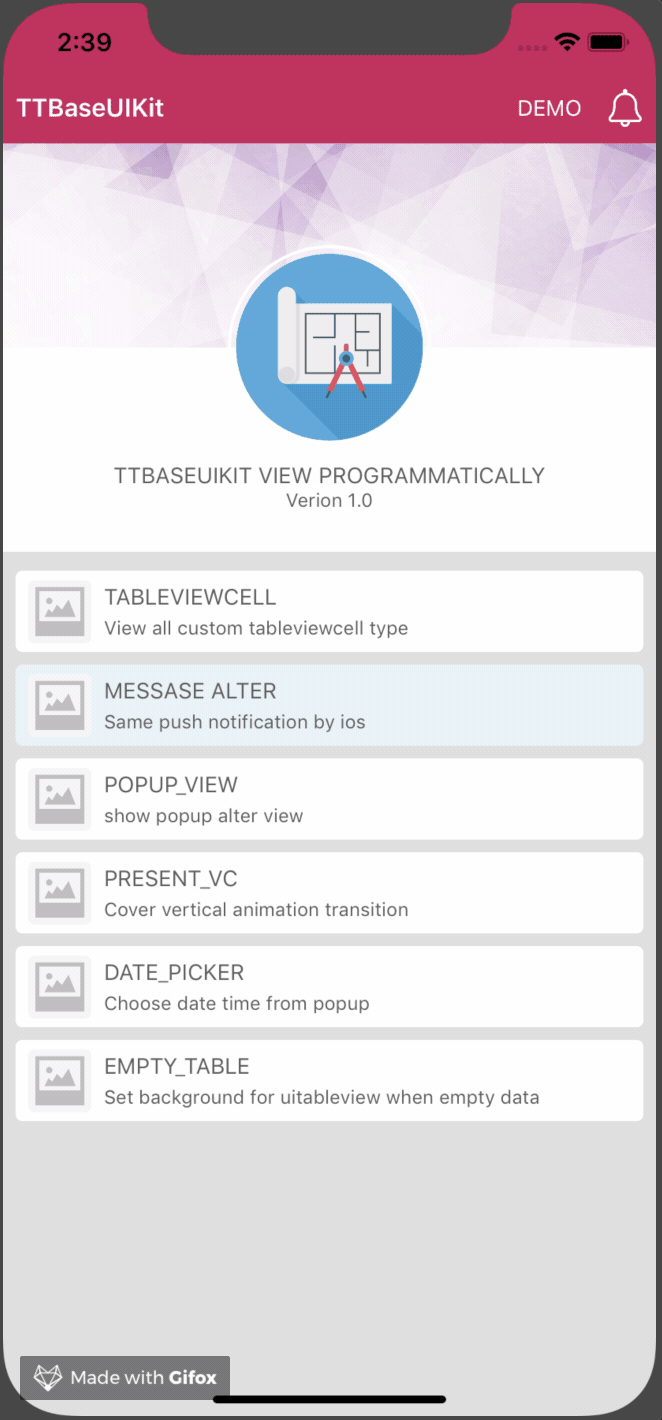 2:39
TTBaseUIKit
DEMO
TTBASEUIKIT VIEW PROGRAMMATICALLY
Verion 1.0
TABLEVIEWCELL
View all custom tableviewcell type
MESSASE ALTER
Same push notification by ios
POPUP_VIEW
show popup alter view
PRESENT_VC
Cover vertical animation transition
DATE_PICKER
Choose date time from popup
EMPTY_TABLE
Set background for uitableview when empty data
Made with Gifox